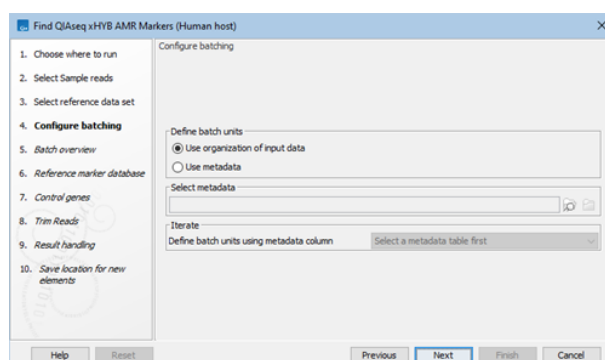 Find QIAseq xHYB AMR Markers (Human host)
1. Choose where to run
2. Select Sample reads
3. Select reference data set
4. Configure batching
5. Batch overview
6. Reference marker database
7. Control genes
8. Trim Reads
9. Result handling
10. Save location for new
elements
Configure batching
Define batch units
Use organization of input data
Use metadata
Select metadata
Iterate
Define batch units using metadata column
Select a metadata table first
Help
Reset
Previous
Next
Finish
Cancel